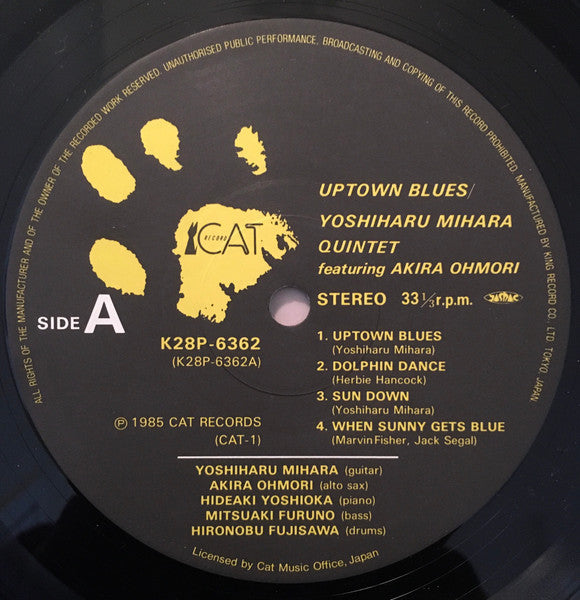 ALL RIGHTS OF THE MANUFACTURER AND OF THE OWNER OF THE RECORDED WORK RESERVED. UNAUTHORISED PUBLIC PERFORMANCE, BROADCASTING AND COPYING OF THIS RECORD PROHIBITED. MANUFACTURED BY KING RECORD CO., LTD. TOKYO, JAPAN.
CAT
RECORD
UPTOWN BLUES/
YOSHIHARU MIHARA
QUINTET
featuring AKIRA OHMORI
STEREO 33 1/3 r.p.m. JASRAC
SIDE A
K28P-6362
(K28P-6362A)
1. UPTOWN BLUES
(Yoshiharu Mihara)
2. DOLPHIN DANCE
(Herbie Hancock)
3. SUN DOWN
(Yoshiharu Mihara)
4. WHEN SUNNY GETS BLUE
(Marvin Fisher, Jack Segal)
℗ 1985 CAT RECORDS
(CAT-1)
YOSHIHARU MIHARA (guitar)
AKIRA OHMORI (alto sax)
HIDEAKI YOSHIOKA (piano)
MITSUAKI FURUNO (bass)
HIRONOBU FUJISAWA (drums)
Licensed by Cat Music Office, Japan